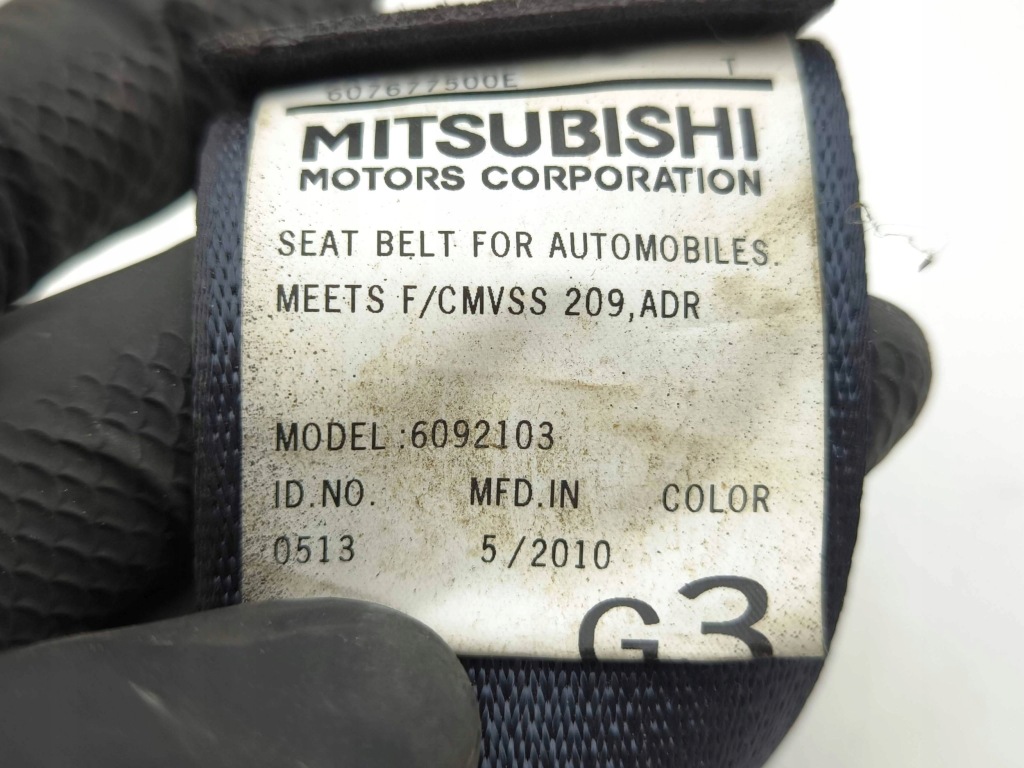 607677500E T
MITSUBISHI
MOTORS CORPORATION
SEAT BELT FOR AUTOMOBILES.
MEETS F/CMVSS 209,ADR
MODEL:6092103
ID.NO. MFD.IN COLOR
0513 5/2010
G3